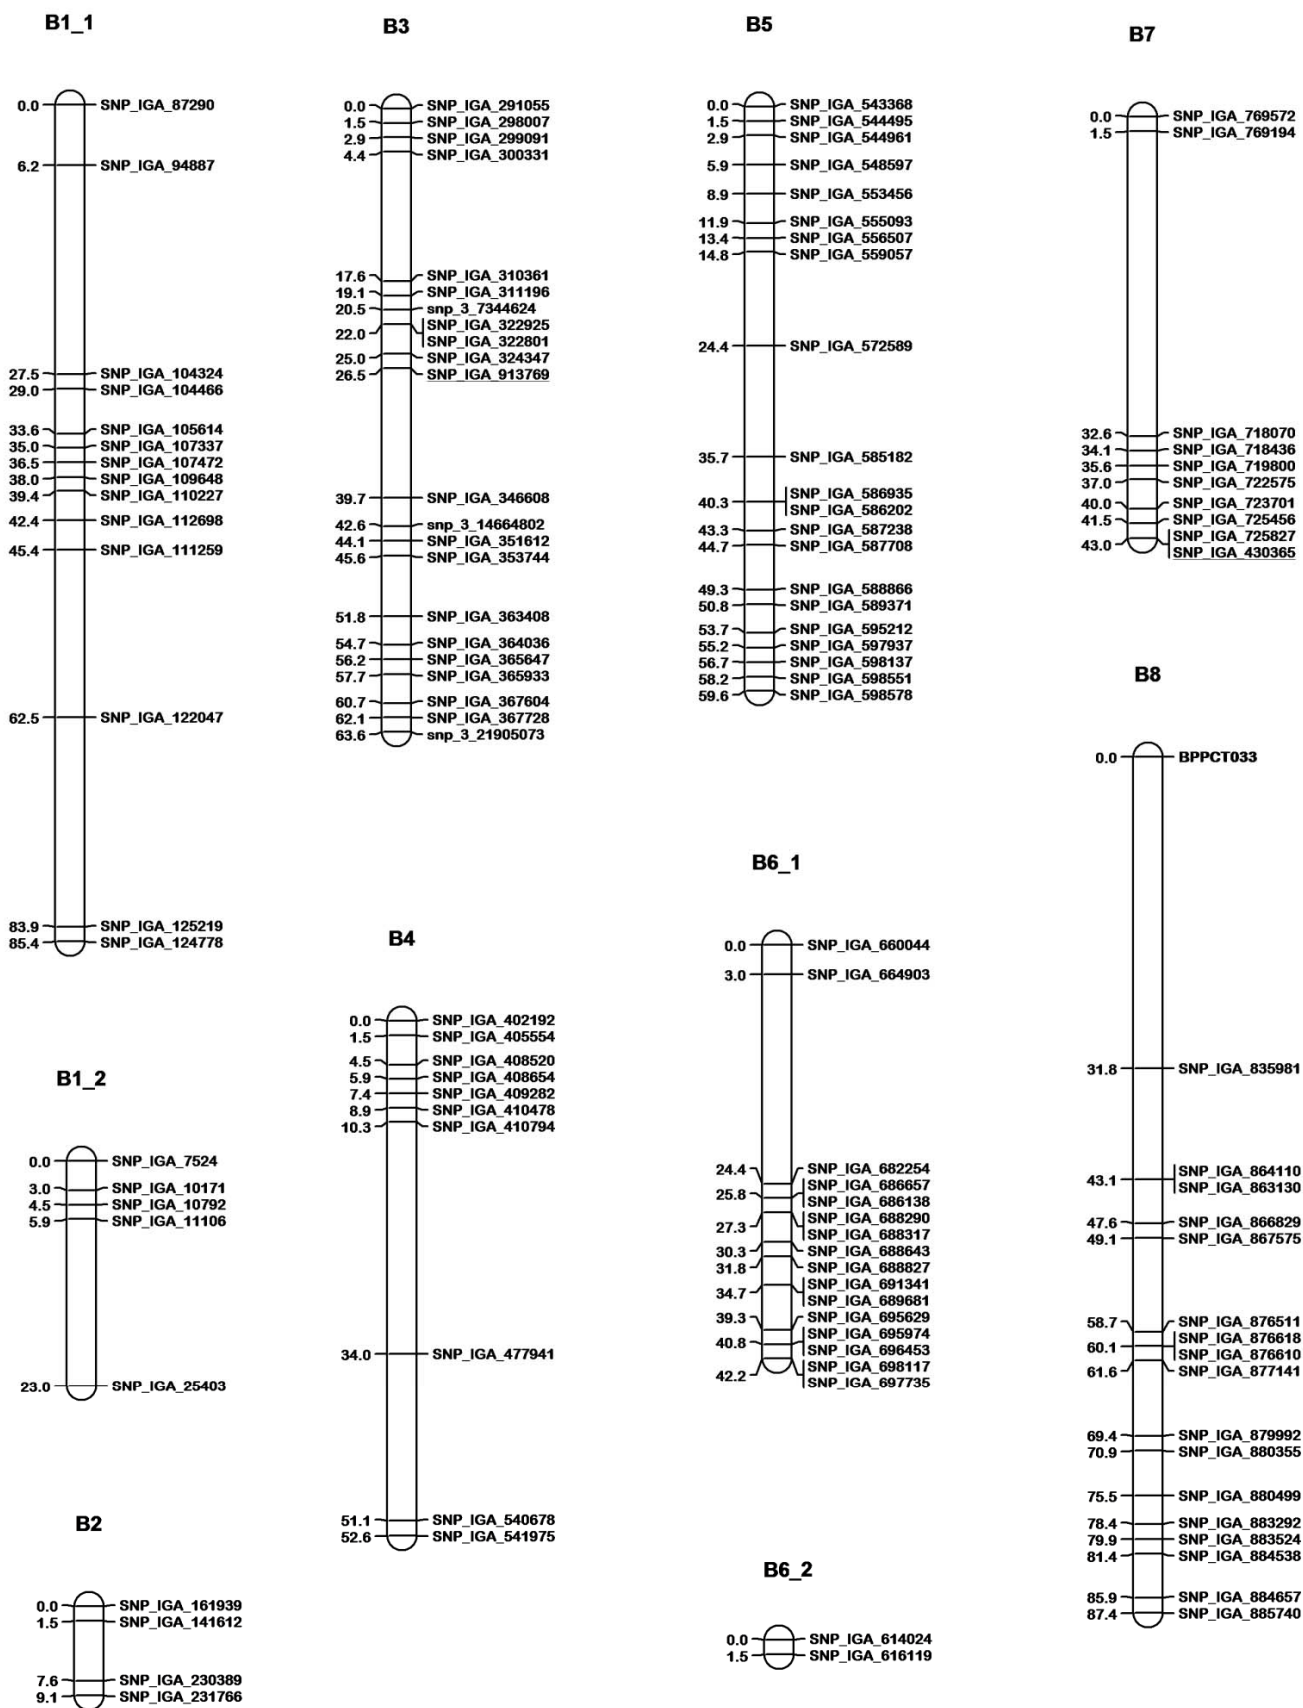 B1_1
0.0 SNP_IGA_87290
6.2 SNP_IGA_94887
27.5 SNP_IGA_104324
29.0 SNP_IGA_104466
33.6 SNP_IGA_105614
35.0 SNP_IGA_107337
36.5 SNP_IGA_107472
38.0 SNP_IGA_109648
39.4 SNP_IGA_110227
42.4 SNP_IGA_112698
45.4 SNP_IGA_111259
62.5 SNP_IGA_122047
83.9 SNP_IGA_125219
85.4 SNP_IGA_124778
B1_2
0.0 SNP_IGA_7524
3.0 SNP_IGA_10171
4.5 SNP_IGA_10792
5.9 SNP_IGA_11106
23.0 SNP_IGA_25403
B2
0.0 SNP_IGA_161939
1.5 SNP_IGA_141612
7.6 SNP_IGA_230389
9.1 SNP_IGA_231766
B3
0.0 SNP_IGA_291055
1.5 SNP_IGA_298007
2.9 SNP_IGA_299091
4.4 SNP_IGA_300331
17.6 SNP_IGA_310361
19.1 SNP_IGA_311196
20.5 snp_3_7344624
22.0 SNP_IGA_322925
SNP_IGA_322801
25.0 SNP_IGA_324347
26.5 SNP_IGA_913769
39.7 SNP_IGA_346608
42.6 snp_3_14664802
44.1 SNP_IGA_351612
45.6 SNP_IGA_353744
51.8 SNP_IGA_363408
54.7 SNP_IGA_364036
56.2 SNP_IGA_365647
57.7 SNP_IGA_365933
60.7 SNP_IGA_367604
62.1 SNP_IGA_367728
63.6 snp_3_21905073
B4
0.0 SNP_IGA_402192
1.5 SNP_IGA_405554
4.5 SNP_IGA_408520
5.9 SNP_IGA_408654
7.4 SNP_IGA_409282
8.9 SNP_IGA_410478
10.3 SNP_IGA_410794
34.0 SNP_IGA_477941
51.1 SNP_IGA_540678
52.6 SNP_IGA_541975
B5
0.0 SNP_IGA_543368
1.5 SNP_IGA_544495
2.9 SNP_IGA_544961
5.9 SNP_IGA_548597
8.9 SNP_IGA_553456
11.9 SNP_IGA_555093
13.4 SNP_IGA_556507
14.8 SNP_IGA_559057
24.4 SNP_IGA_572589
35.7 SNP_IGA_585182
40.3 SNP_IGA_586935
SNP_IGA_586202
43.3 SNP_IGA_587238
44.7 SNP_IGA_587708
49.3 SNP_IGA_588866
50.8 SNP_IGA_589371
53.7 SNP_IGA_595212
55.2 SNP_IGA_597937
56.7 SNP_IGA_598137
58.2 SNP_IGA_598551
59.6 SNP_IGA_598578
B6_1
0.0 SNP_IGA_660044
3.0 SNP_IGA_664903
24.4 SNP_IGA_682254
25.8 SNP_IGA_686657
SNP_IGA_686138
27.3 SNP_IGA_688290
SNP_IGA_688317
30.3 SNP_IGA_688643
31.8 SNP_IGA_688827
34.7 SNP_IGA_691341
SNP_IGA_689681
39.3 SNP_IGA_695629
40.8 SNP_IGA_695974
SNP_IGA_696453
42.2 SNP_IGA_698117
SNP_IGA_697735
B6_2
0.0 SNP_IGA_614024
1.5 SNP_IGA_616119
B7
0.0 SNP_IGA_769572
1.5 SNP_IGA_769194
32.6 SNP_IGA_718070
34.1 SNP_IGA_718436
35.6 SNP_IGA_719800
37.0 SNP_IGA_722575
40.0 SNP_IGA_723701
41.5 SNP_IGA_725456
43.0 SNP_IGA_725827
SNP_IGA_430365
B8
0.0 BPPCT033
31.8 SNP_IGA_835981
43.1 SNP_IGA_864110
SNP_IGA_863130
47.6 SNP_IGA_866829
49.1 SNP_IGA_867575
58.7 SNP_IGA_876511
60.1 SNP_IGA_876618
SNP_IGA_876610
61.6 SNP_IGA_877141
69.4 SNP_IGA_879992
70.9 SNP_IGA_880355
75.5 SNP_IGA_880499
78.4 SNP_IGA_883292
79.9 SNP_IGA_883524
81.4 SNP_IGA_884538
85.9 SNP_IGA_884657
87.4 SNP_IGA_885740